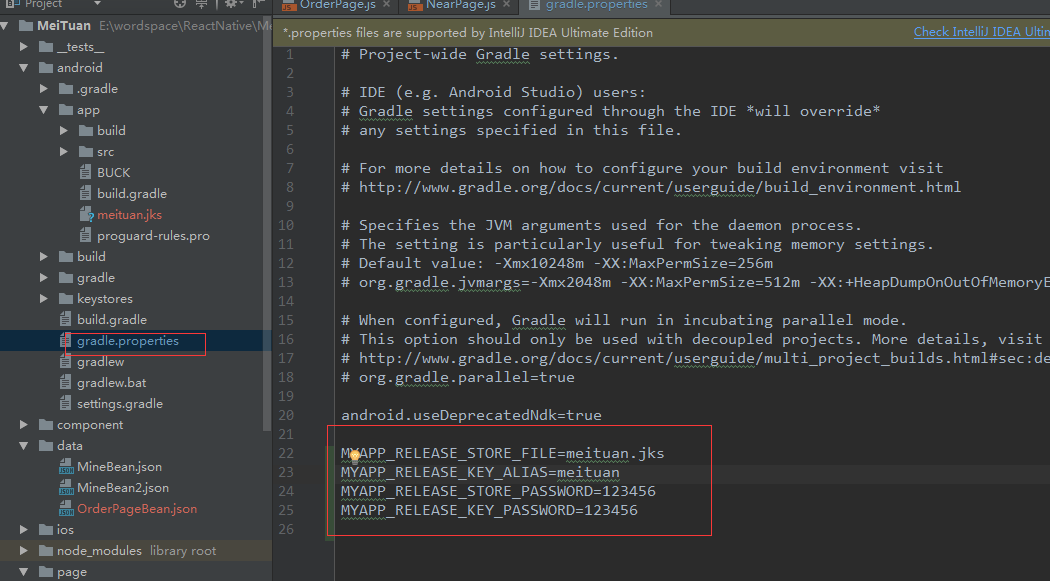 Project
OrderPage.js
NearPage.js
gradle.properties
MeiTuan E:\wordspace\ReactNative\M
__tests__
android
.gradle
app
build
src
BUCK
build.gradle
meituan.jks
proguard-rules.pro
build
gradle
keystores
build.gradle
gradle.properties
gradlew
gradlew.bat
settings.gradle
component
data
MineBean.json
MineBean2.json
OrderPageBean.json
ios
node_modules library root
page
*.properties files are supported by IntelliJ IDEA Ultimate Edition
Check IntelliJ IDEA Ultim
1 # Project-wide Gradle settings.
2
3 # IDE (e.g. Android Studio) users:
4 # Gradle settings configured through the IDE *will override*
5 # any settings specified in this file.
6
7 # For more details on how to configure your build environment visit
8 # http://www.gradle.org/docs/current/userguide/build_environment.html
9
10 # Specifies the JVM arguments used for the daemon process.
11 # The setting is particularly useful for tweaking memory settings.
12 # Default value: -Xmx10248m -XX:MaxPermSize=256m
13 # org.gradle.jvmargs=-Xmx2048m -XX:MaxPermSize=512m -XX:+HeapDumpOnOutOfMemoryE
14
15 # When configured, Gradle will run in incubating parallel mode.
16 # This option should only be used with decoupled projects. More details, visit
17 # http://www.gradle.org/docs/current/userguide/multi_project_builds.html#sec:de
18 # org.gradle.parallel=true
19
20 android.useDeprecatedNdk=true
21
22 MYAPP_RELEASE_STORE_FILE=meituan.jks
23 MYAPP_RELEASE_KEY_ALIAS=meituan
24 MYAPP_RELEASE_STORE_PASSWORD=123456
25 MYAPP_RELEASE_KEY_PASSWORD=123456
26